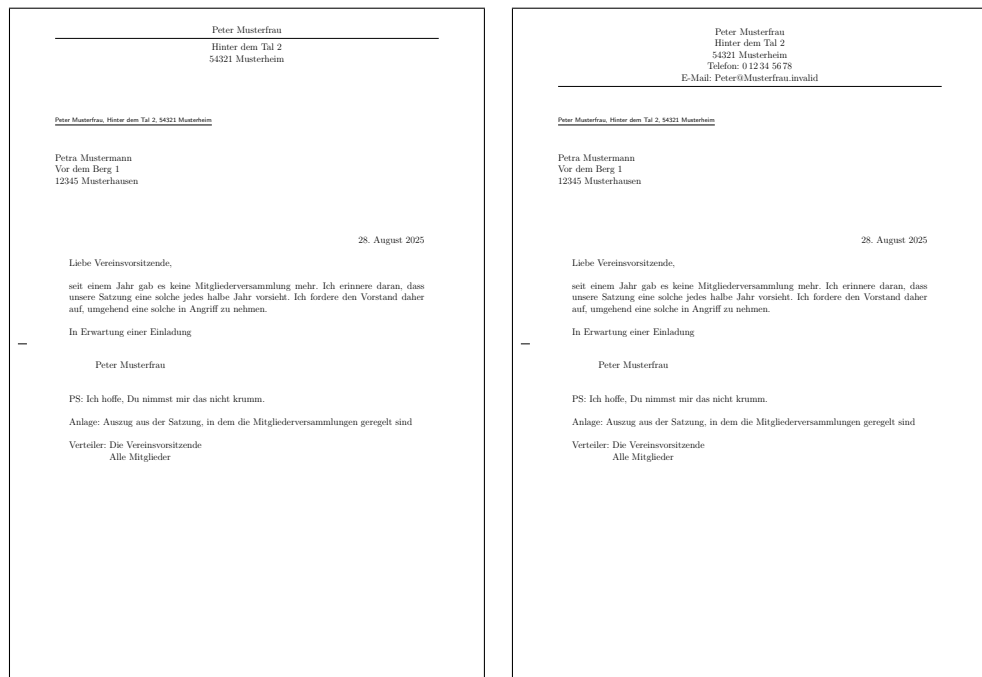 Peter Musterfrau
Hinter dem Tal 2
54321 Musterheim
Peter Musterfrau, Hinter dem Tal 2, 54321 Musterheim
Petra Mustermann
Vor dem Berg 1
12345 Musterhausen
28. August 2025
Liebe Vereinsvorsitzende,
seit einem Jahr gab es keine Mitgliederversammlung mehr. Ich erinnere daran, dass
unsere Satzung eine solche jedes halbe Jahr vorsieht. Ich fordere den Vorstand daher
auf, umgehend eine solche in Angriff zu nehmen.
In Erwartung einer Einladung
Peter Musterfrau
PS: Ich hoffe, Du nimmst mir das nicht krumm.
Anlage: Auszug aus der Satzung, in dem die Mitgliederversammlungen geregelt sind
Verteiler: Die Vereinsvorsitzende
Alle Mitglieder
Peter Musterfrau
Hinter dem Tal 2
54321 Musterheim
Telefon: 0 12 34 56 78
E-Mail: Peter@Musterfrau.invalid
Peter Musterfrau, Hinter dem Tal 2, 54321 Musterheim
Petra Mustermann
Vor dem Berg 1
12345 Musterhausen
28. August 2025
Liebe Vereinsvorsitzende,
seit einem Jahr gab es keine Mitgliederversammlung mehr. Ich erinnere daran, dass
unsere Satzung eine solche jedes halbe Jahr vorsieht. Ich fordere den Vorstand daher
auf, umgehend eine solche in Angriff zu nehmen.
In Erwartung einer Einladung
Peter Musterfrau
PS: Ich hoffe, Du nimmst mir das nicht krumm.
Anlage: Auszug aus der Satzung, in dem die Mitgliederversammlungen geregelt sind
Verteiler: Die Vereinsvorsitzende
Alle Mitglieder